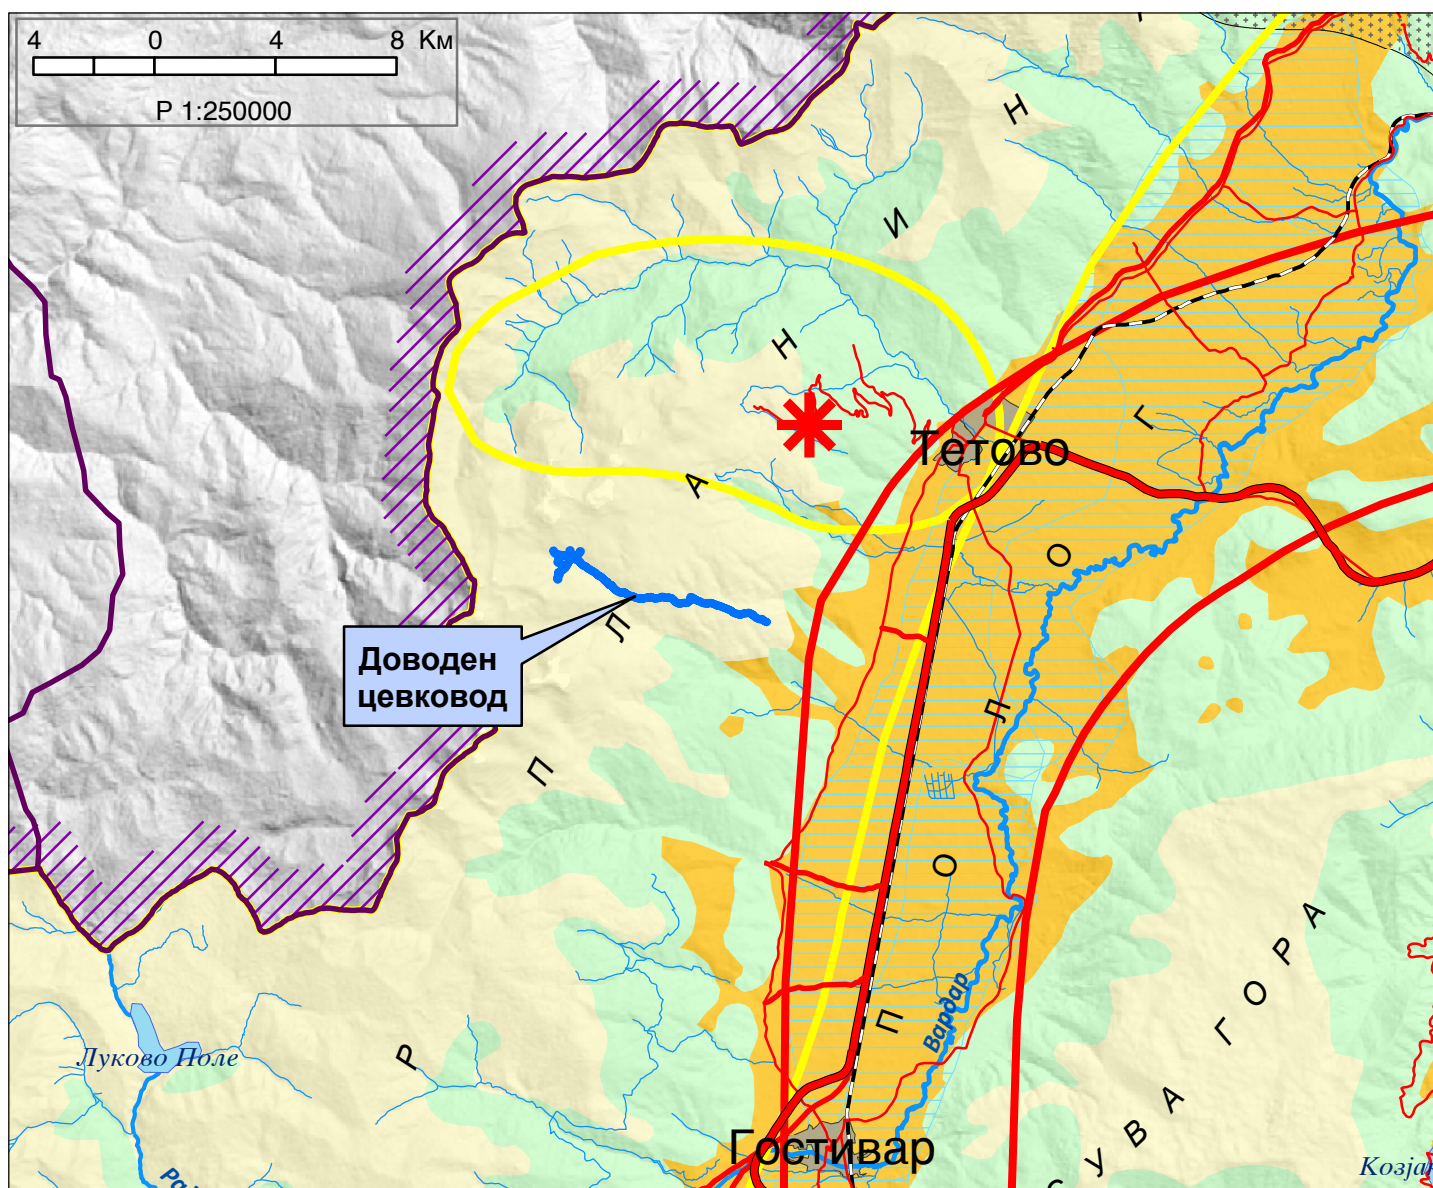 4 0 4 8 Км
Р 1:250000
Н
И
Н
А
Л
П
Р
Тетово
Г
О
Л
О
П
Доводен
цевковод
Вардар
Луково Поле
Гостивар
С У В А Г О Р А